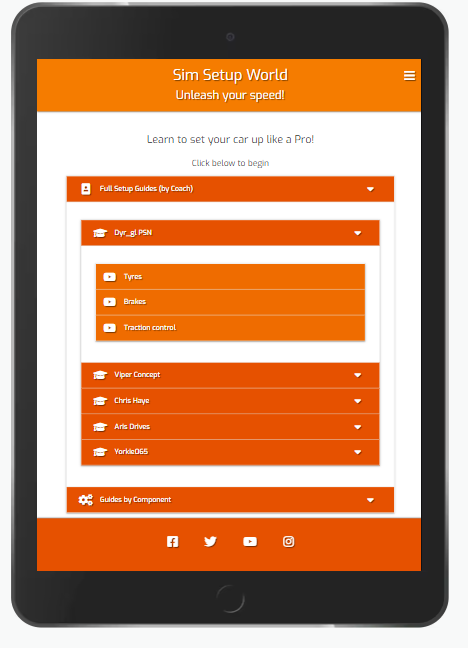 Sim Setup World
Unleash your speed!
Learn to set your car up like a Pro!
Click below to begin
Full Setup Guides (by Coach)
Dyr_gl PSN
Tyres
Brakes
Traction control
Viper Concept
Chris Haye
Aris Drives
Yorkie065
Guides by Component